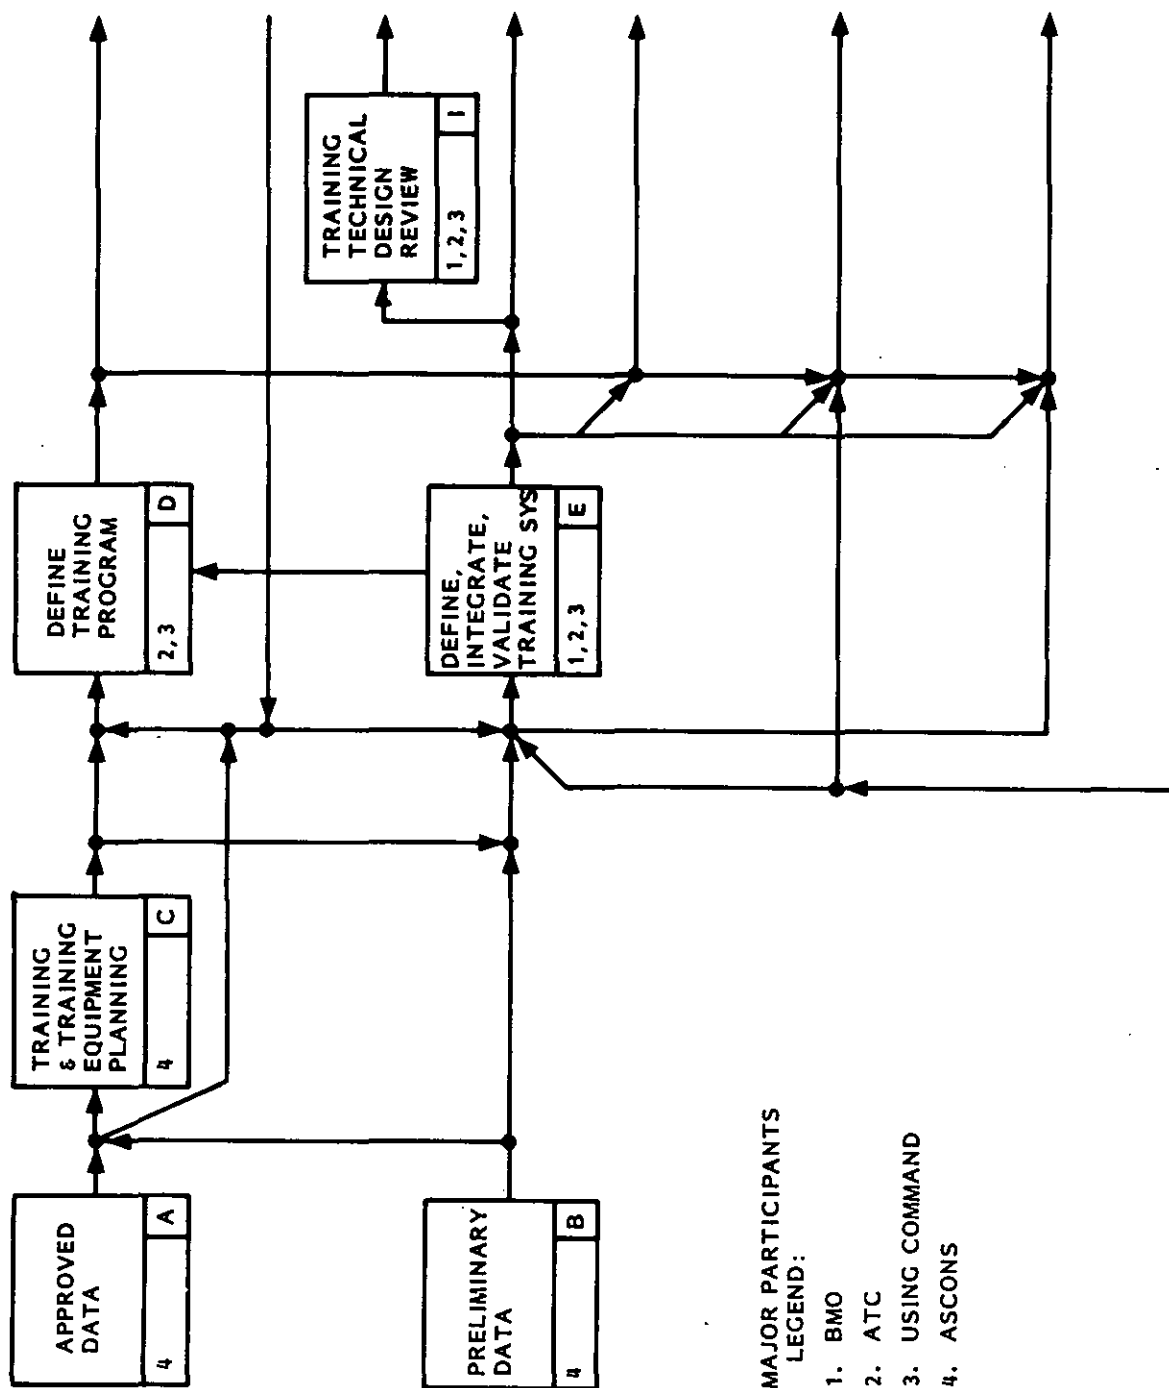 APPROVED
DATA
4
A
PRELIMINARY
DATA
4
B
TRAINING
& TRAINING
EQUIPMENT
PLANNING
4
C
DEFINE
TRAINING
PROGRAM
2, 3
D
DEFINE,
INTEGRATE,
VALIDATE
TRAINING SYS
1, 2, 3
E
TRAINING
TECHNICAL
DESIGN
REVIEW
1, 2, 3
I
MAJOR PARTICIPANTS
LEGEND:
1. BMO
2. ATC
3. USING COMMAND
4. ASCONS